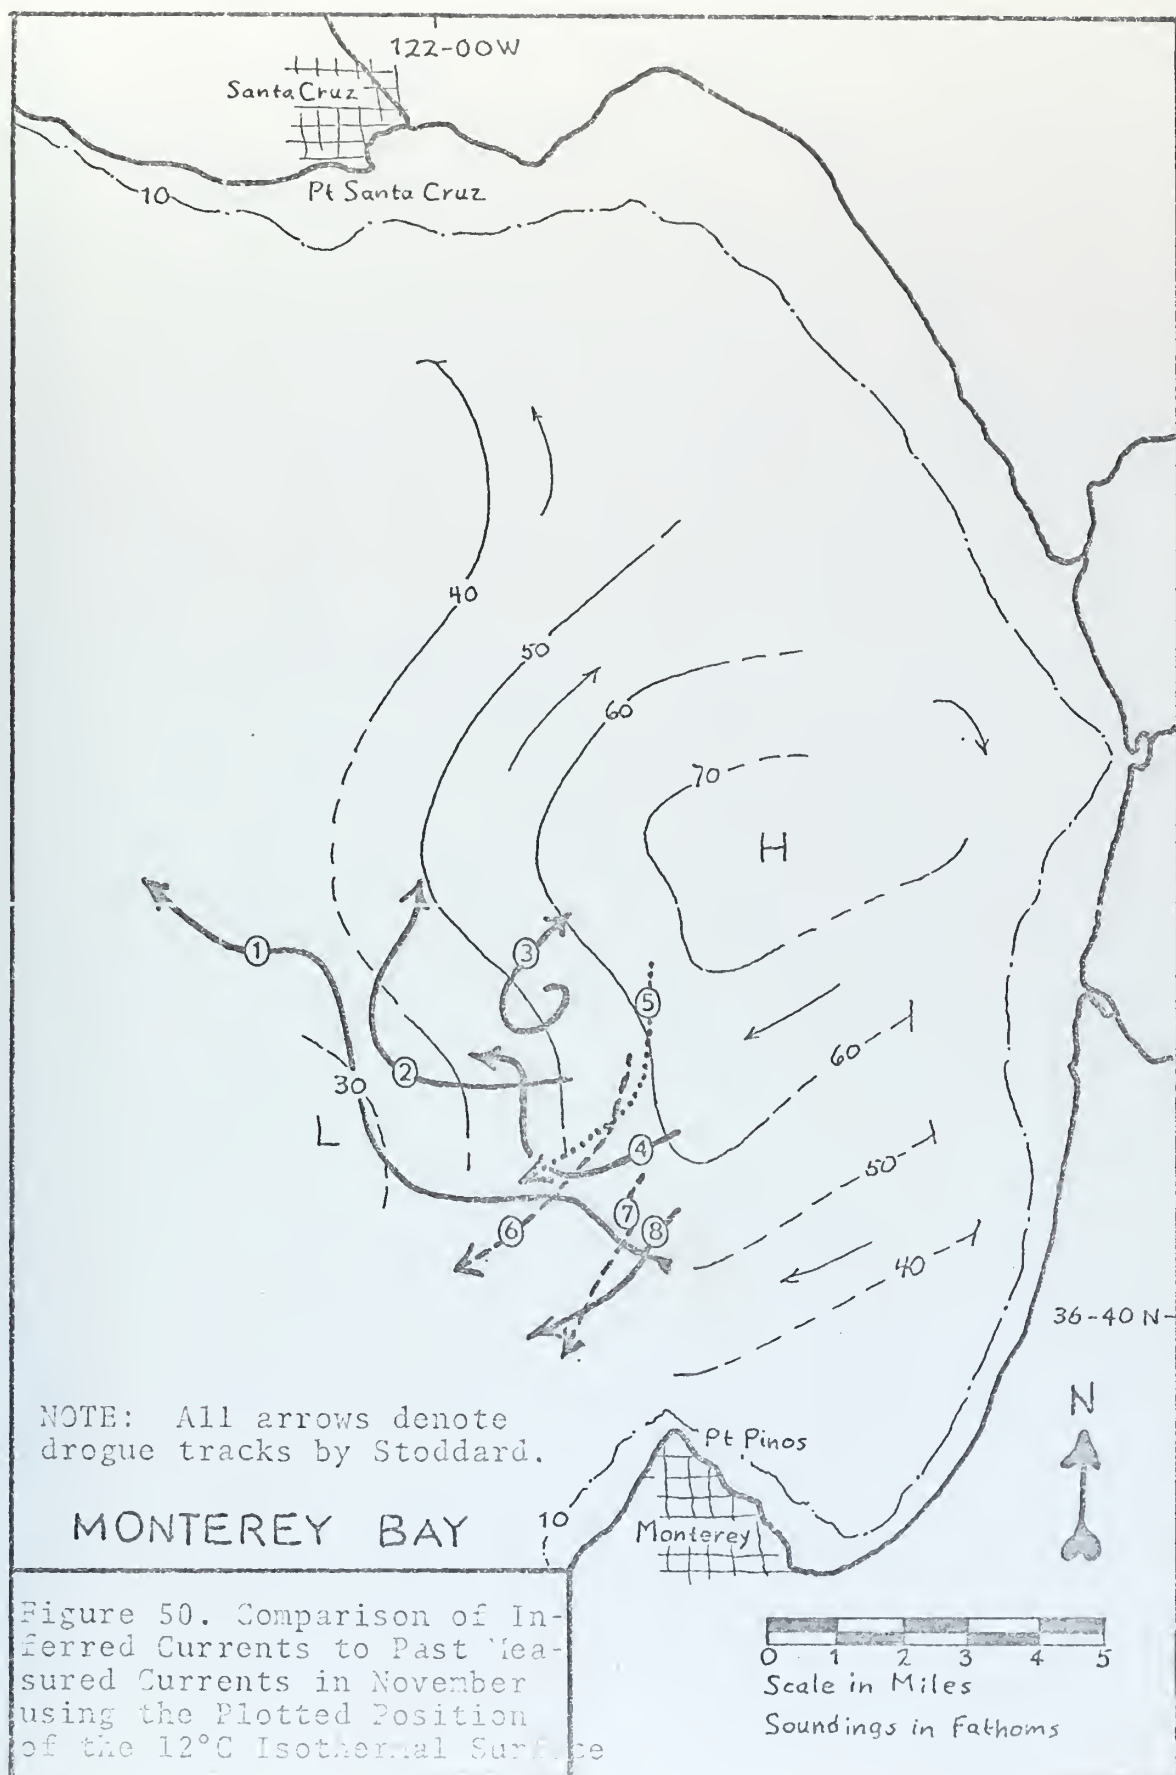 122-00W
Santa Cruz
Pt Santa Cruz
10
40
50
60
70
H
1
3
5
2
60
30
L
4
50
7
6
8
40
36-40 N
N
NOTE: All arrows denote
drogue tracks by Stoddard.
Pt Pinos
MONTEREY BAY
10
Monterey
Figure 50. Comparison of In-
ferred Currents to Past Mea-
sured Currents in November
using the Plotted Position
of the 12°C Isothermal Surface
0 1 2 3 4 5
Scale in Miles
Soundings in Fathoms